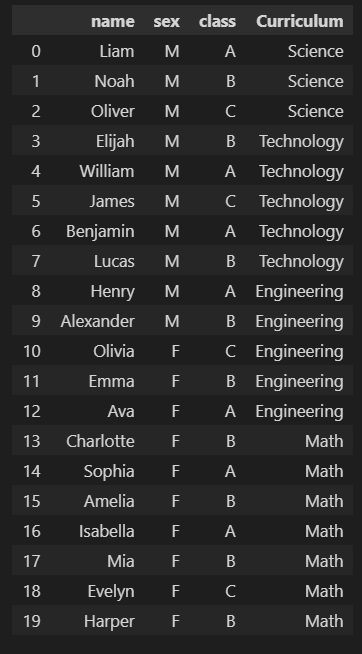 name sex class Curriculum
0 Liam M A Science
1 Noah M B Science
2 Oliver M C Science
3 Elijah M B Technology
4 William M A Technology
5 James M C Technology
6 Benjamin M A Technology
7 Lucas M B Technology
8 Henry M A Engineering
9 Alexander M B Engineering
10 Olivia F C Engineering
11 Emma F B Engineering
12 Ava F A Engineering
13 Charlotte F B Math
14 Sophia F A Math
15 Amelia F B Math
16 Isabella F A Math
17 Mia F B Math
18 Evelyn F C Math
19 Harper F B Math